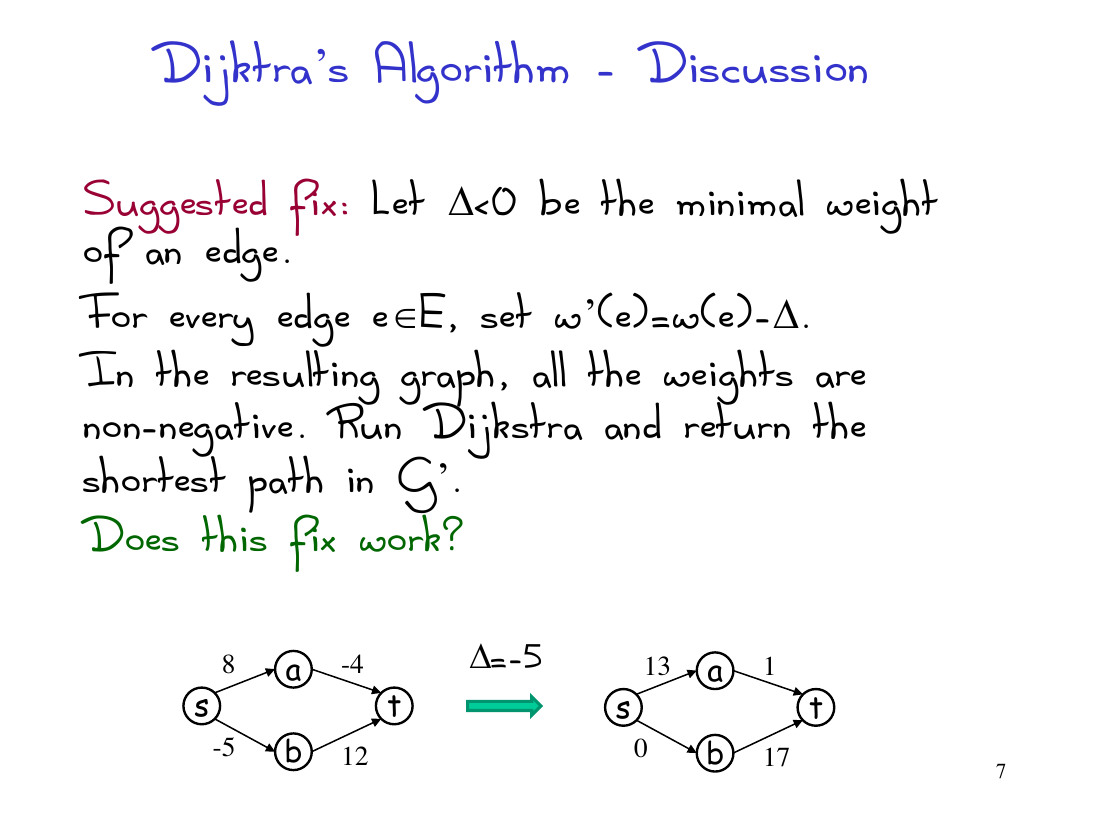 Dijktra's Algorithm - Discussion
Suggested fix: Let Δ<0 be the minimal weight
of an edge.
For every edge e∈E, set ω'(e)=ω(e)-Δ.
In the resulting graph, all the weights are
non-negative. Run Dijkstra and return the
shortest path in G'.
Does this fix work?
8 a -4
s t
-5 b 12
Δ=-5
13 a 1
s t
0 b 17
7